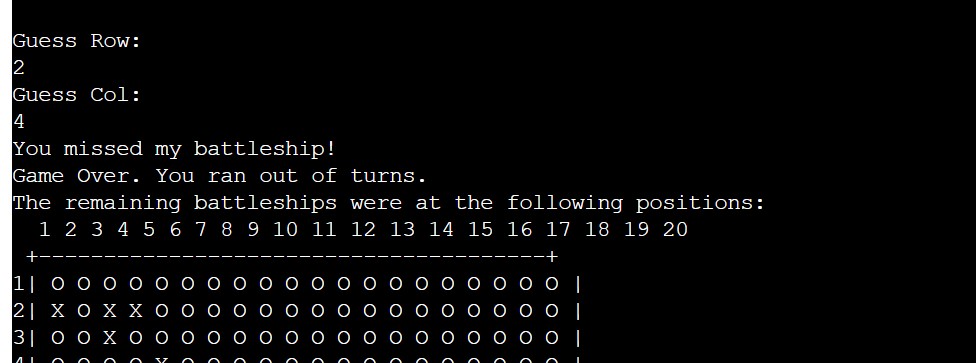 Guess Row:
2
Guess Col:
4
You missed my battleship!
Game Over. You ran out of turns.
The remaining battleships were at the following positions:
  1 2 3 4 5 6 7 8 9 10 11 12 13 14 15 16 17 18 19 20
 +---------------------------------------+
1| O O O O O O O O O O O O O O O O O O O O |
2| X O X X O O O O O O O O O O O O O O O O |
3| O O X O O O O O O O O O O O O O O O O O |
4| O O O O X O O O O O O O O O O O O O O O |